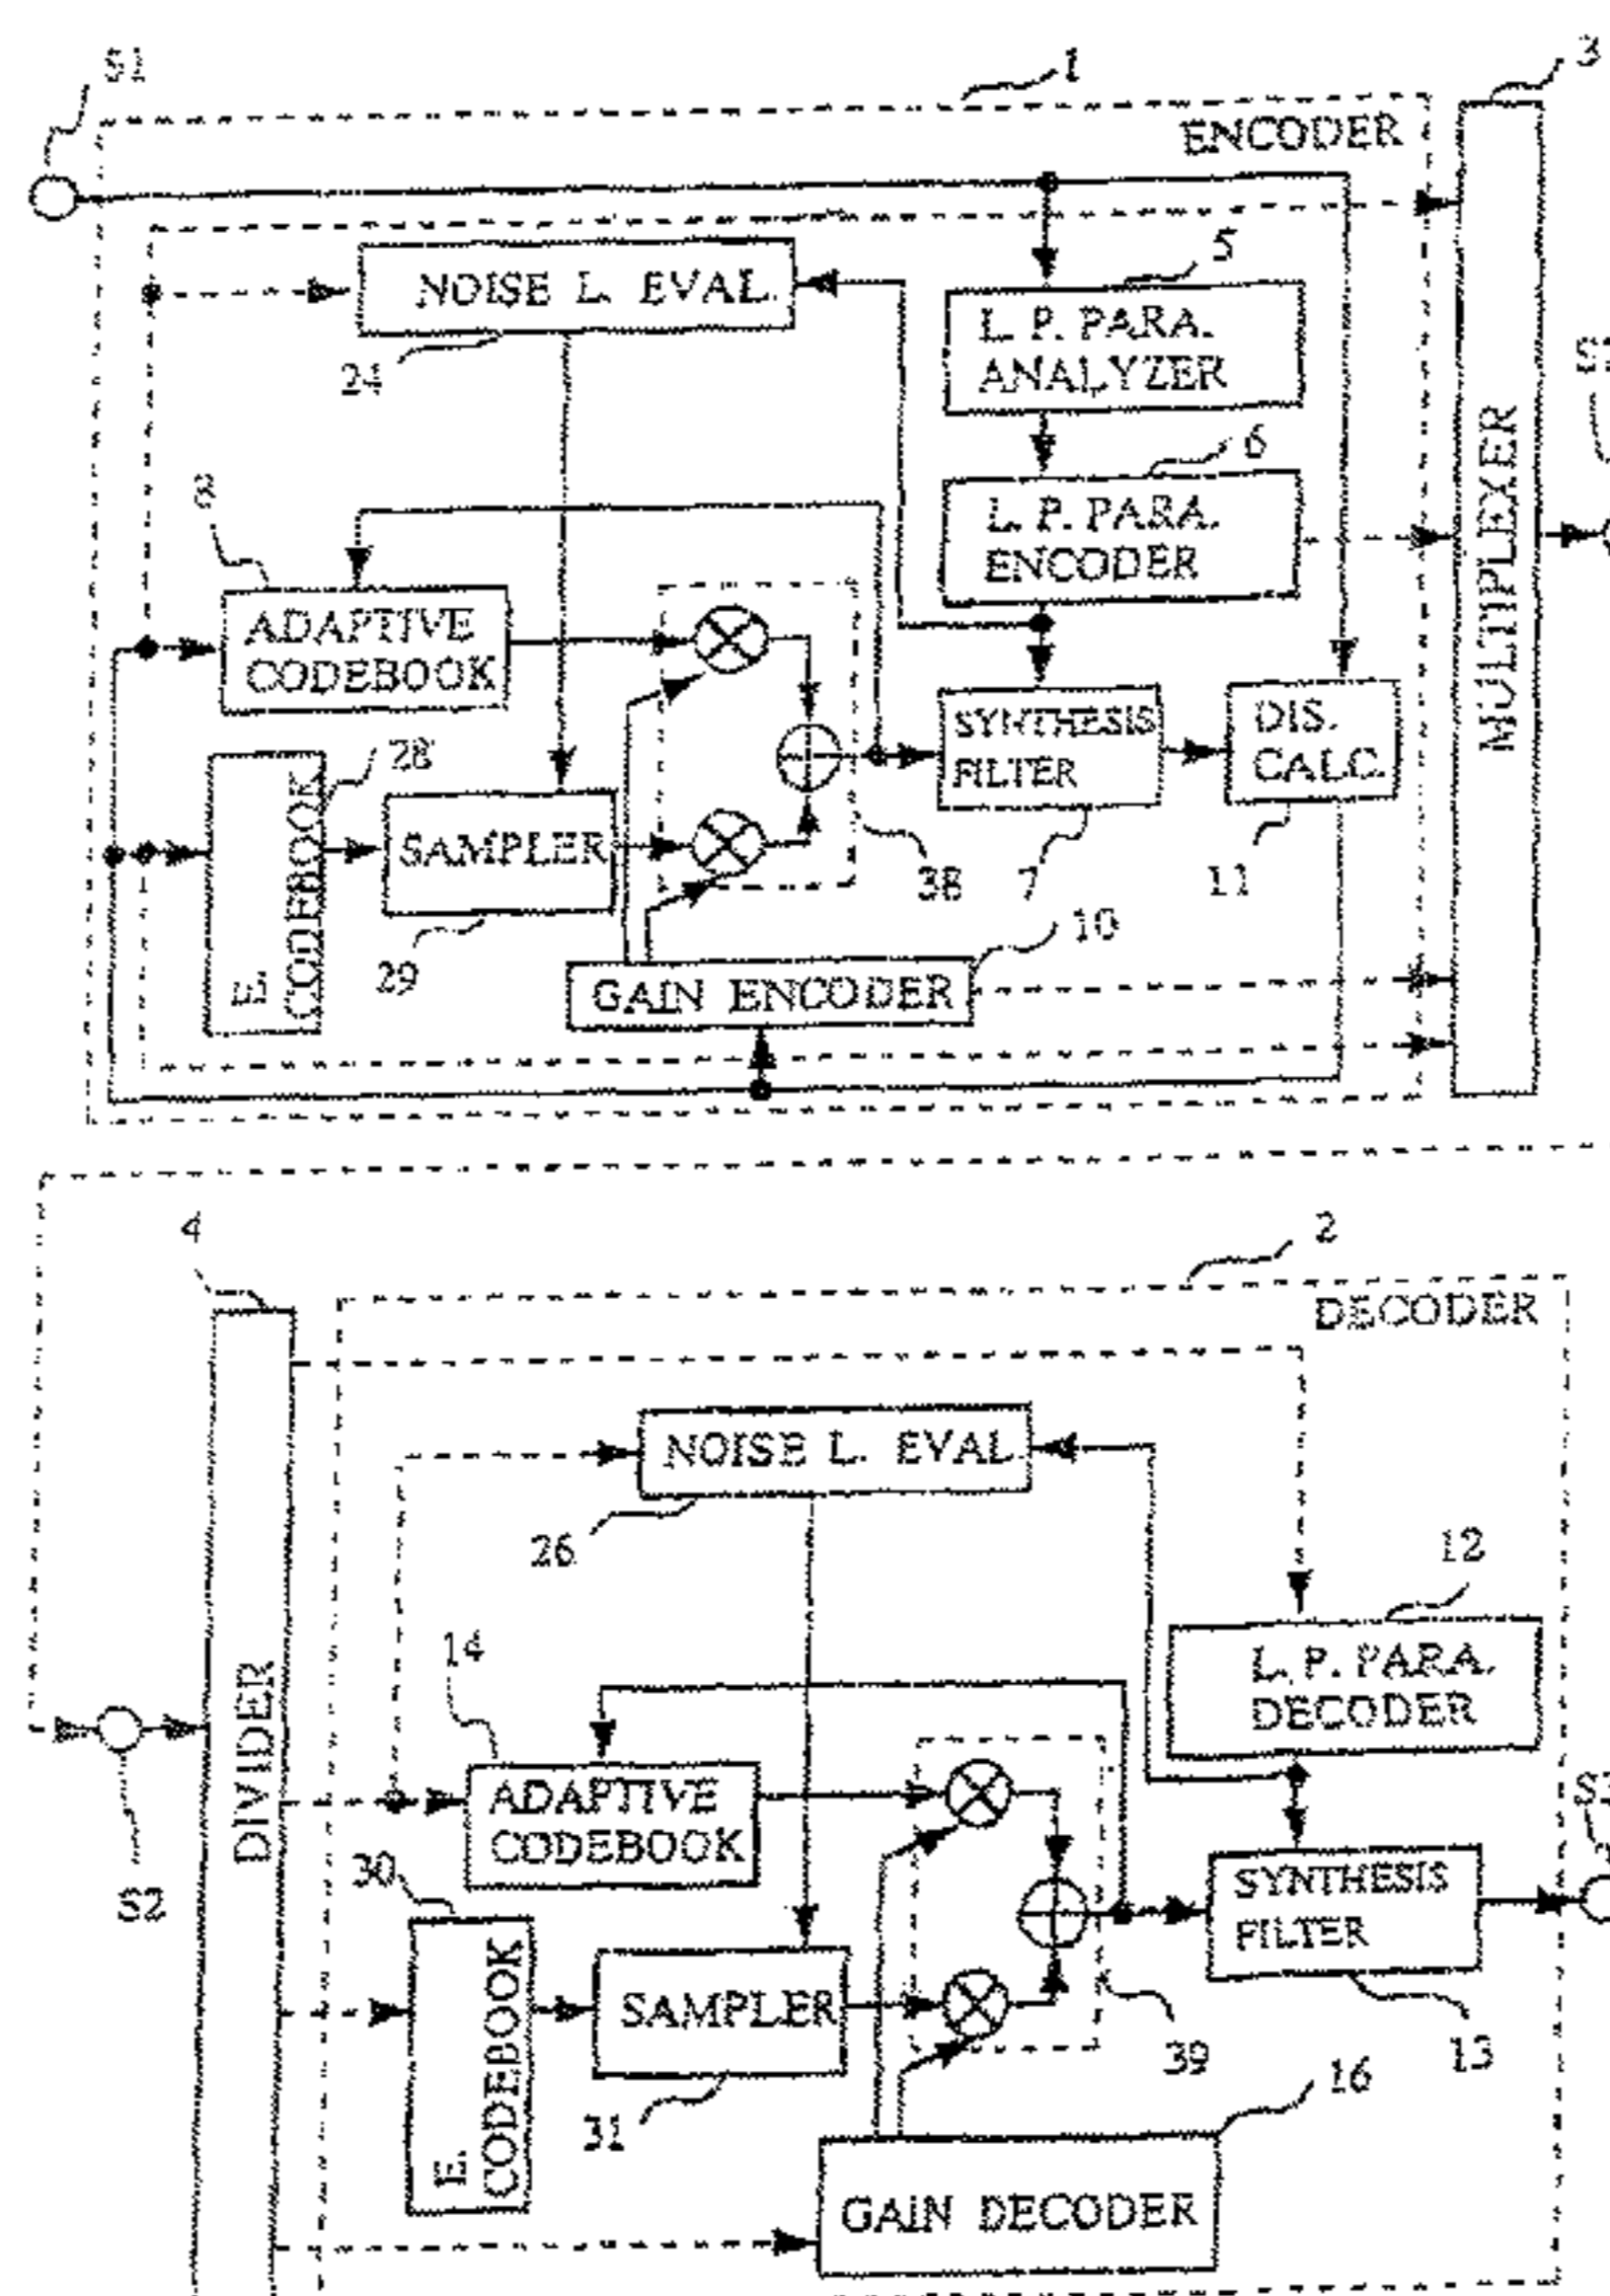 S1
1
3
ENCODER
NOISE L. EVAL.
24
5
L. P. PARA.
ANALYZER
6
L. P. PARA.
ENCODER
MULTIPLEXER
8
ADAPTIVE
CODEBOOK
SYNTHESIS
FILTER
DIS.
CALC.
28
E.
CODEBOOK
SAMPLER
29
38
7
11
10
GAIN ENCODER
4
2
DECODER
DIVIDER
NOISE L. EVAL.
26
12
L. P. PARA.
DECODER
14
ADAPTIVE
CODEBOOK
S2
30
E.
CODEBOOK
SAMPLER
31
39
SYNTHESIS
FILTER
13
16
GAIN DECODER